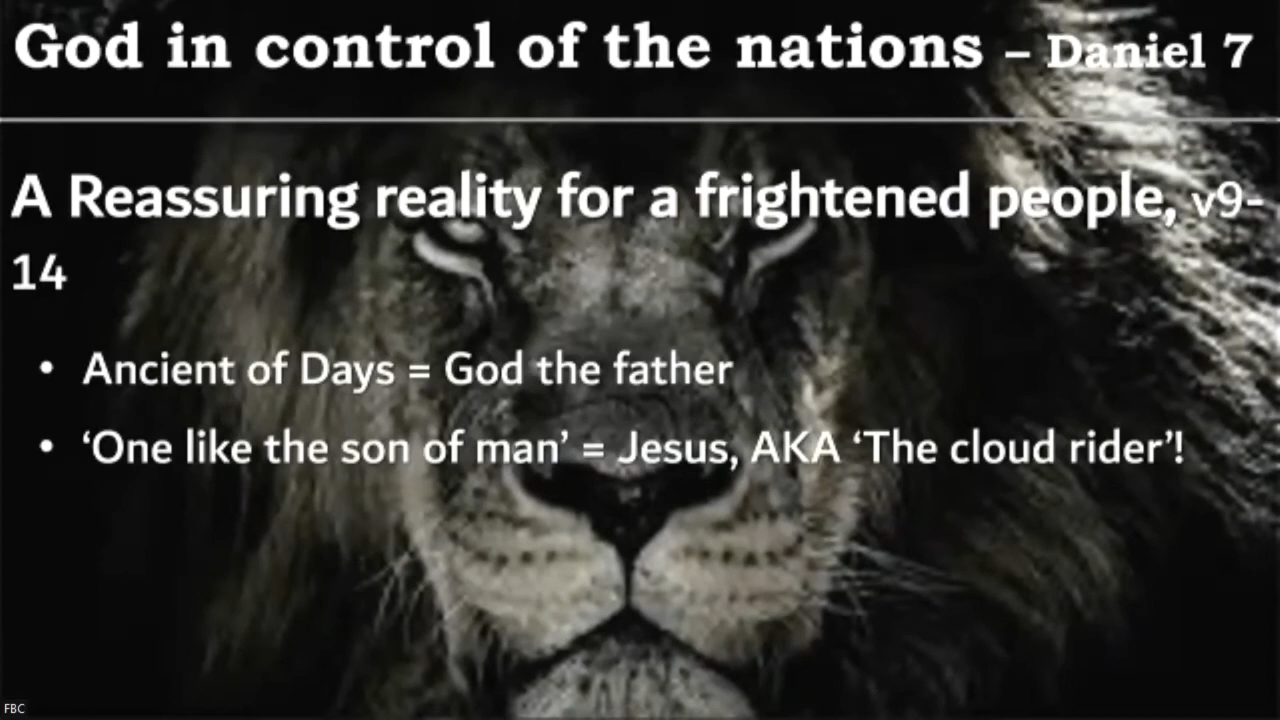 God in control of the nations – Daniel 7
A Reassuring reality for a frightened people, v9-
14
• Ancient of Days = God the father
• ‘One like the son of man’ = Jesus, AKA ‘The cloud rider’!
FBC